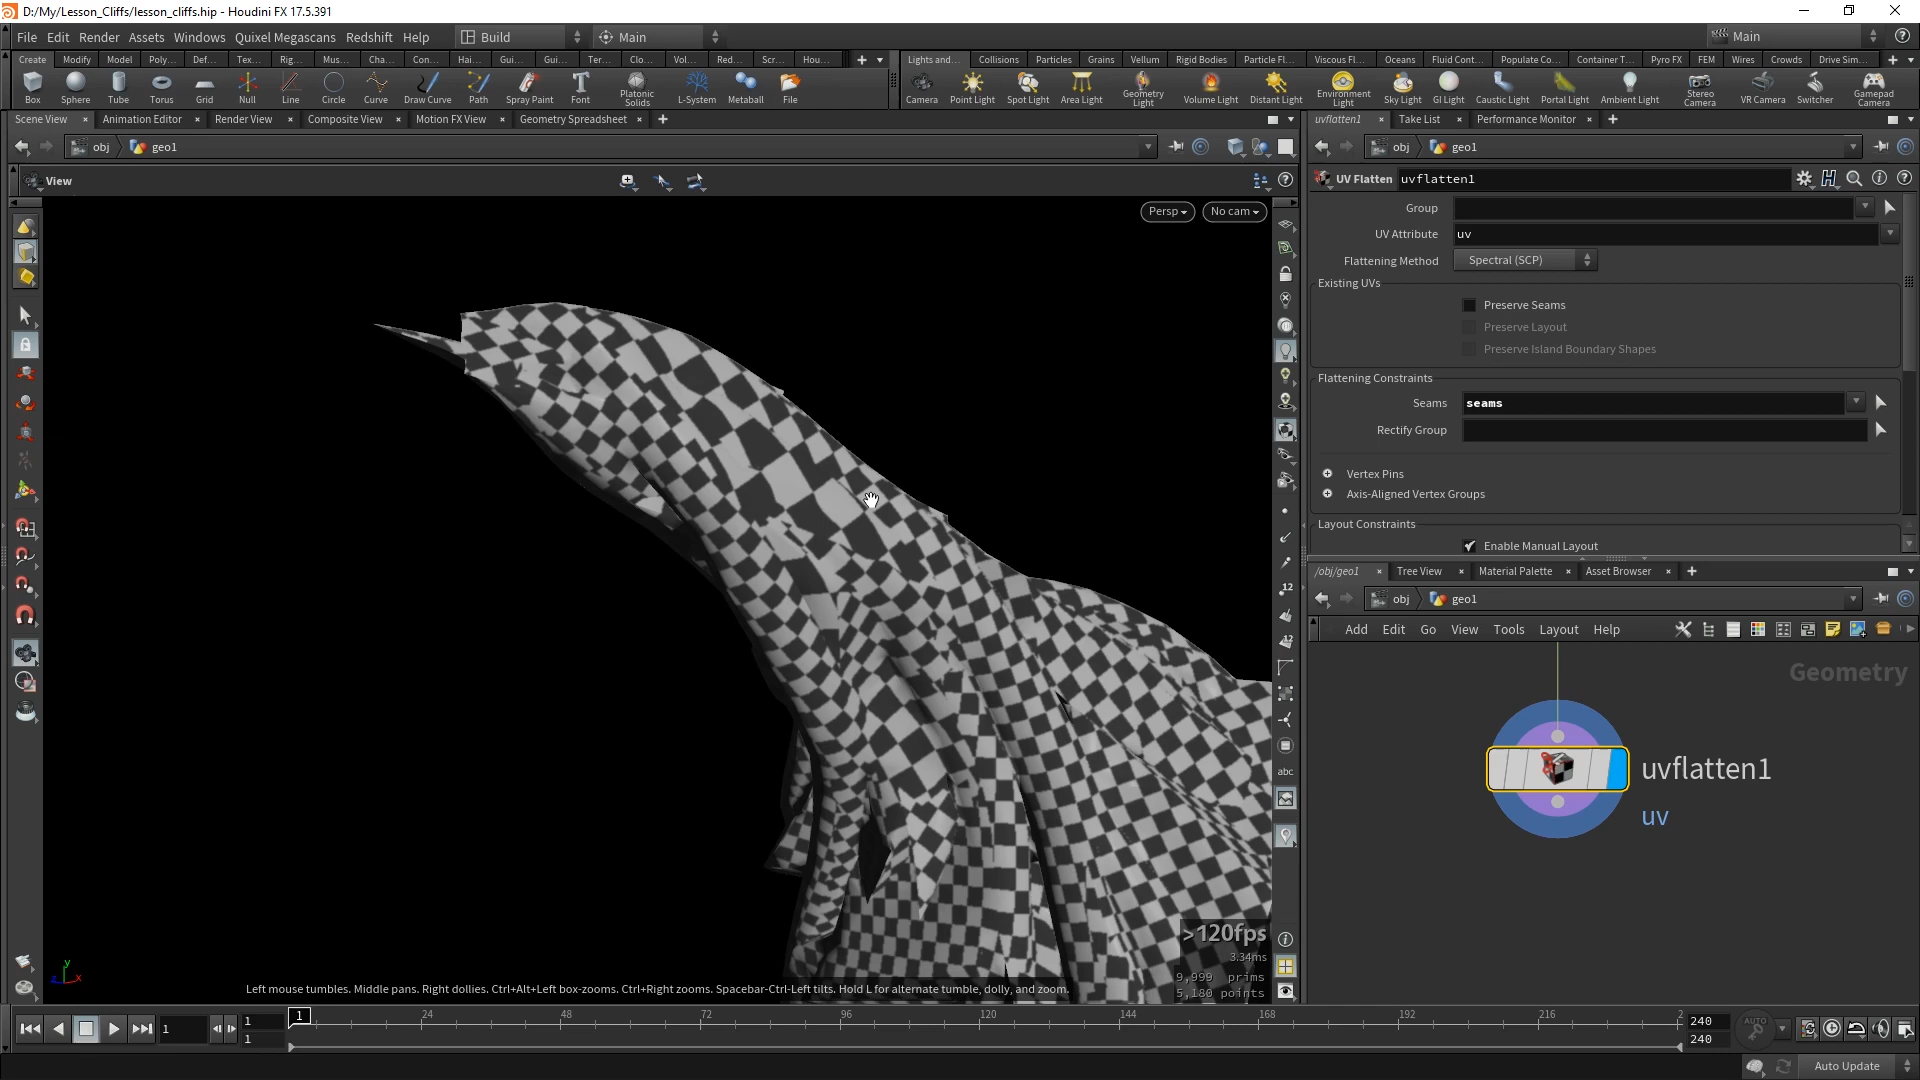 D:/My/Lesson_Cliffs/lesson_cliffs.hip - Houdini FX 17.5.391
File Edit Render Assets Windows Quixel Megascans Redshift Help Build Main Main
Create Modify Model Poly... Def... Tex... Rig... Mus... Cha... Con... Hai... Gui... Gui... Ter... Clo... Vol... Red... Scr... Hou...
Lights and... Collisions Particles Grains Vellum Rigid Bodies Particle Fl... Viscous Fl... Oceans Fluid Cont... Populate Co... Container T... Pyro FX FEM Wires Crowds Drive Sim...
Box Sphere Tube Torus Grid Null Line Circle Curve Draw Curve Path Spray Paint Font Platonic Solids L-System Metaball File
Camera Point Light Spot Light Area Light Geometry Light Volume Light Distant Light Environment Light Sky Light GI Light Caustic Light Portal Light Ambient Light Stereo Camera VR Camera Switcher Gamepad Camera
Scene View Animation Editor Render View Composite View Motion FX View Geometry Spreadsheet
obj geo1
View
Persp No cam
12
12
abc
>120fps
3.34ms
9,999 prims
5,180 points
Left mouse tumbles. Middle pans. Right dollies. Ctrl+Alt+Left box-zooms. Ctrl+Right zooms. Spacebar-Ctrl-Left tilts. Hold L for alternate tumble, dolly, and zoom.
y
z x
uvflatten1 Take List Performance Monitor
obj geo1
UV Flatten uvflatten1
Group
UV Attribute uv
Flattening Method Spectral (SCP)
Existing UVs
Preserve Seams
Preserve Layout
Preserve Island Boundary Shapes
Flattening Constraints
Seams seams
Rectify Group
Vertex Pins
Axis-Aligned Vertex Groups
Layout Constraints
Enable Manual Layout
/obj/geo1 Tree View Material Palette Asset Browser
obj geo1
Add Edit Go View Tools Layout Help
Geometry
uvflatten1
uv
1 1 1 24 48 72 96 120 144 168 192 216 2 240 AUTO
1 240
Auto Update